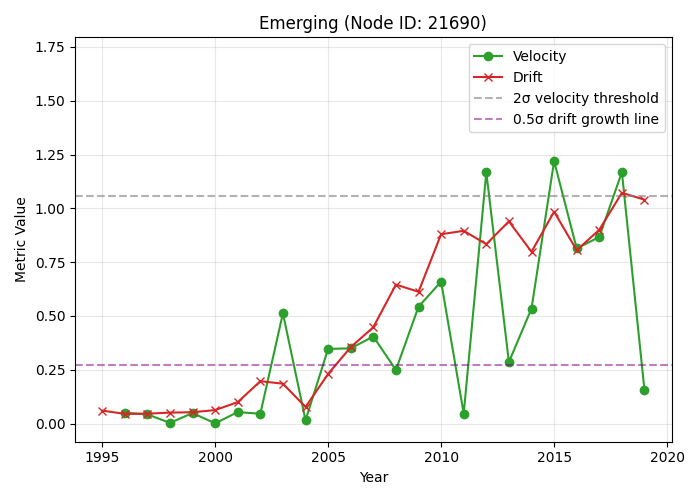 Emerging (Node ID: 21690)
1.75
1.50
1.25
1.00
0.75
0.50
0.25
0.00
Metric Value
Velocity
Drift
2σ velocity threshold
0.5σ drift growth line
1995
2000
2005
2010
2015
2020
Year